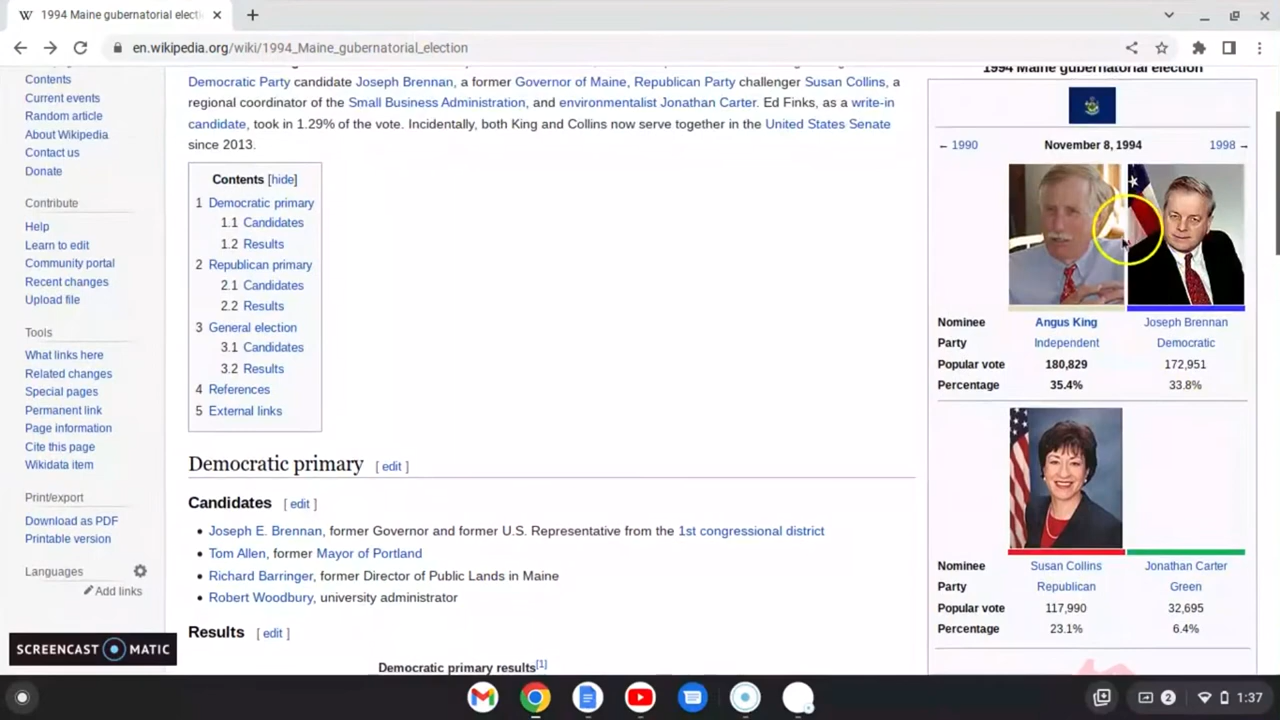 1994 Maine gubernatorial electi
en.wikipedia.org/wiki/1994_Maine_gubernatorial_election
Contents
Current events
Random article
About Wikipedia
Contact us
Donate
Contribute
Help
Learn to edit
Community portal
Recent changes
Upload file
Tools
What links here
Related changes
Special pages
Permanent link
Page information
Cite this page
Wikidata item
Print/export
Download as PDF
Printable version
Languages
Add links
SCREENCAST MATIC
Democratic Party candidate Joseph Brennan, a former Governor of Maine, Republican Party challenger Susan Collins, a
regional coordinator of the Small Business Administration, and environmentalist Jonathan Carter. Ed Finks, as a write-in
candidate, took in 1.29% of the vote. Incidentally, both King and Collins now serve together in the United States Senate
since 2013.
Contents [hide]
1 Democratic primary
1.1 Candidates
1.2 Results
2 Republican primary
2.1 Candidates
2.2 Results
3 General election
3.1 Candidates
3.2 Results
4 References
5 External links
Democratic primary [ edit ]
Candidates [ edit ]
• Joseph E. Brennan, former Governor and former U.S. Representative from the 1st congressional district
• Tom Allen, former Mayor of Portland
• Richard Barringer, former Director of Public Lands in Maine
• Robert Woodbury, university administrator
Results [ edit ]
Democratic primary results[1]
1994 Maine gubernatorial election
← 1990 November 8, 1994 1998 →
Nominee Angus King Joseph Brennan
Party Independent Democratic
Popular vote 180,829 172,951
Percentage 35.4% 33.8%
Nominee Susan Collins Jonathan Carter
Party Republican Green
Popular vote 117,990 32,695
Percentage 23.1% 6.4%
2 1:37